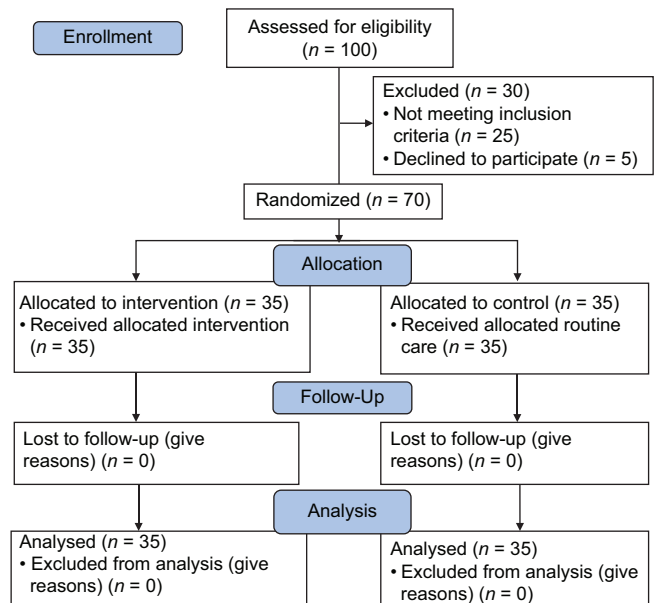 Enrollment
Assessed for eligibility
(n = 100)
Excluded (n = 30)
• Not meeting inclusion
criteria (n = 25)
• Declined to participate (n = 5)
Randomized (n = 70)
Allocation
Allocated to intervention (n = 35)
• Received allocated intervention
(n = 35)
Allocated to control (n = 35)
• Received allocated routine
care (n = 35)
Follow-Up
Lost to follow-up (give
reasons) (n = 0)
Lost to follow-up (give
reasons) (n = 0)
Analysis
Analysed (n = 35)
• Excluded from analysis (give
reasons) (n = 0)
Analysed (n = 35)
• Excluded from analysis (give
reasons) (n = 0)